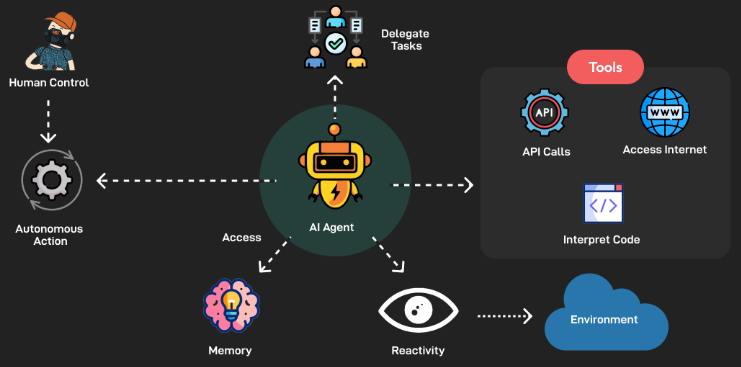 Human Control
Autonomous
Action
Delegate
Tasks
AI Agent
Access
Memory
Reactivity
Environment
Tools
API
API Calls
WWW
Access Internet
</>
Interpret Code